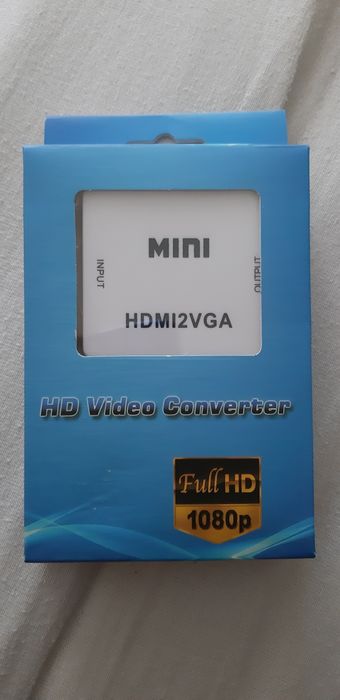 MINI
INPUT
OUTPUT
HDMI2VGA
HD Video Converter
Full HD
1080p